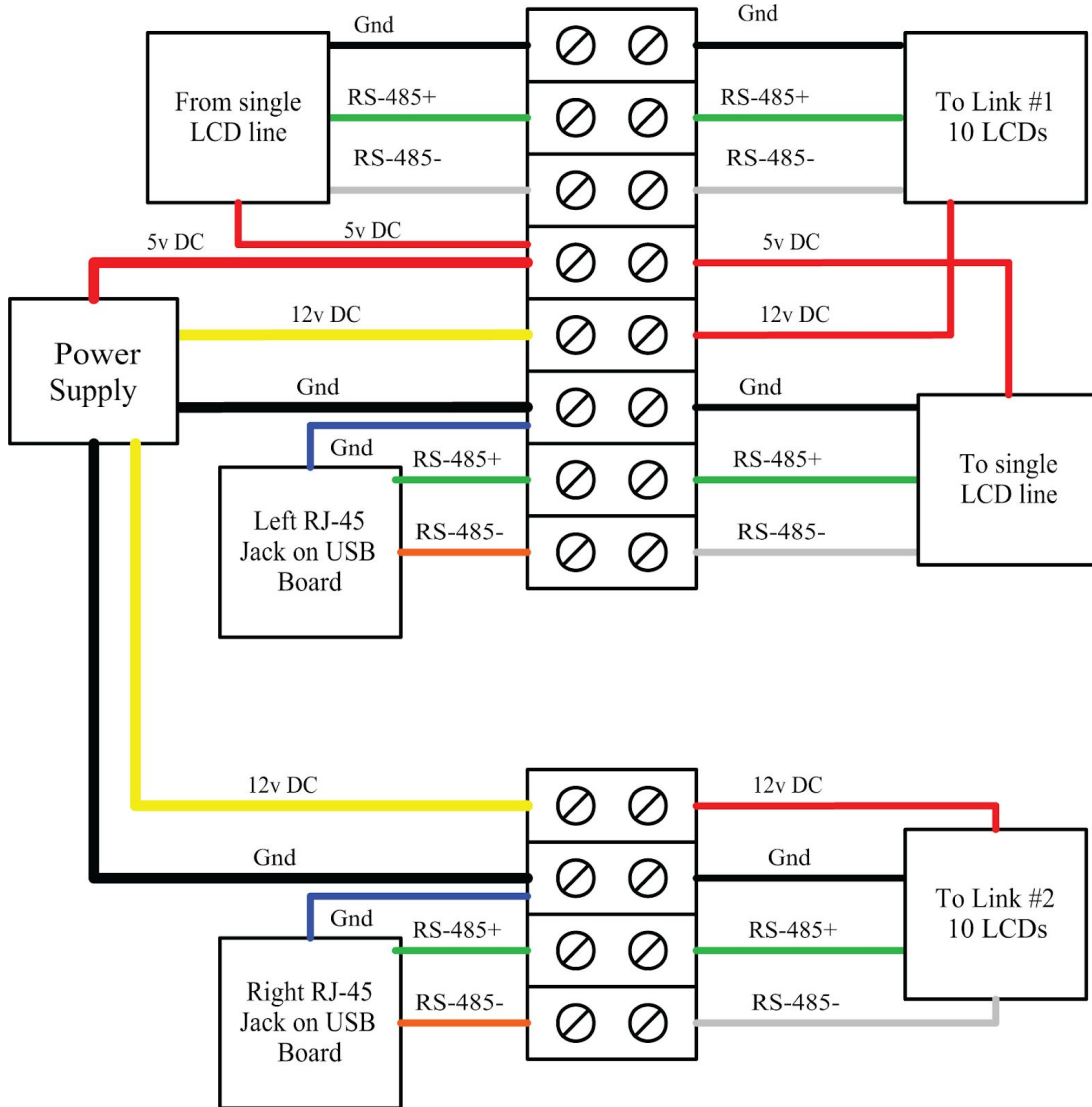 Gnd
Gnd
From single
LCD line
RS-485+
RS-485+
To Link #1
10 LCDs
RS-485-
RS-485-
5v DC
5v DC
5v DC
12v DC
12v DC
Power
Supply
Gnd
Gnd
Gnd
RS-485+
RS-485+
To single
LCD line
Left RJ-45
Jack on USB
Board
RS-485-
RS-485-
12v DC
12v DC
Gnd
Gnd
To Link #2
10 LCDs
Gnd
RS-485+
RS-485+
Right RJ-45
Jack on USB
Board
RS-485-
RS-485-